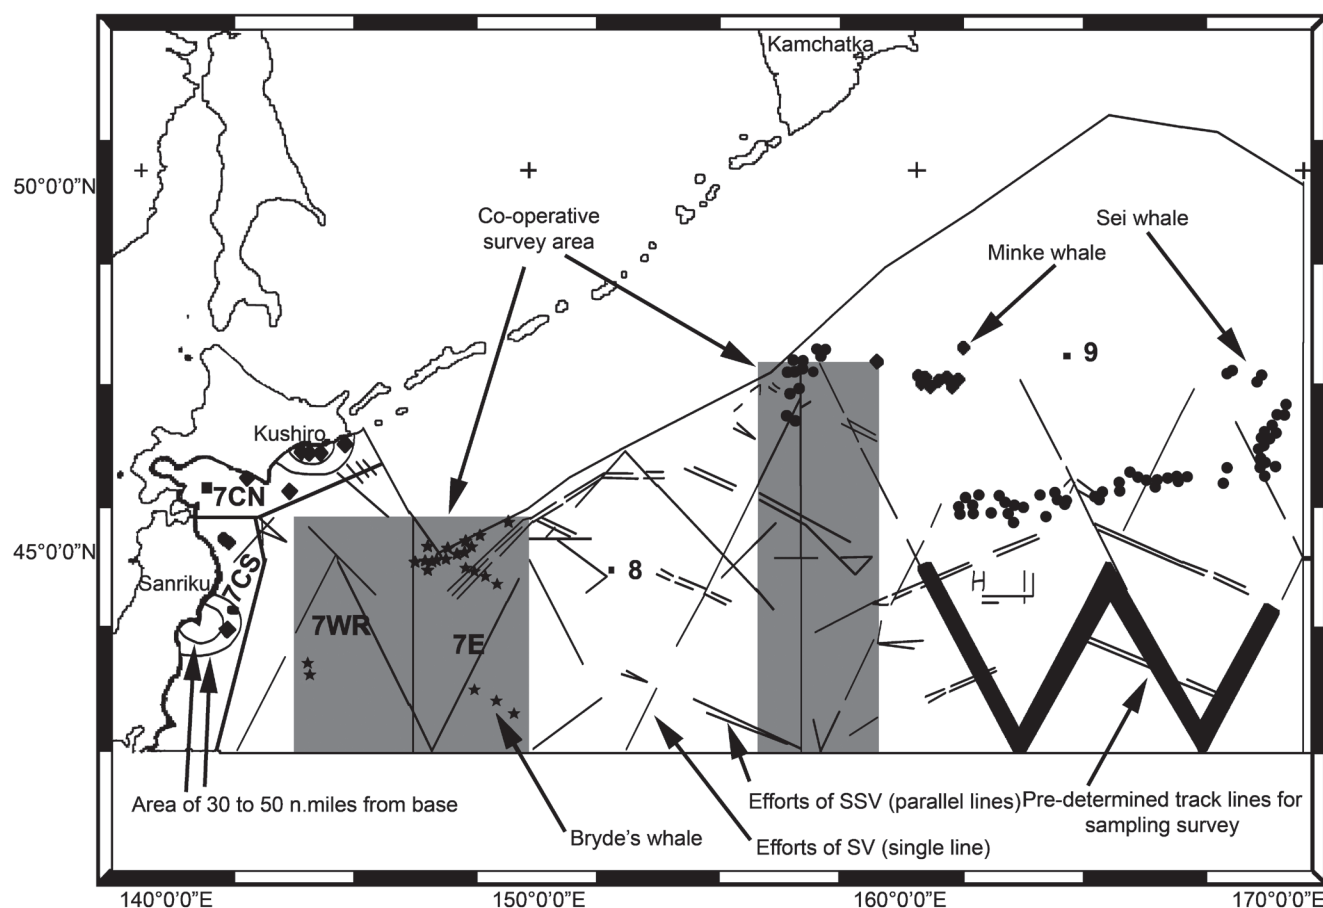 Kamchatka
50°0'0"N
Co-operative
survey area
Sei whale
Minke whale
9
Kushiro
7CN
45°0'0"N
8
7CS
Sanriku
7WR
7E
Area of 30 to 50 n.miles from base
Bryde's whale
Efforts of SSV (parallel lines)
Efforts of SV (single line)
Pre-determined track lines for
sampling survey
140°0'0"E
150°0'0"E
160°0'0"E
170°0'0"E